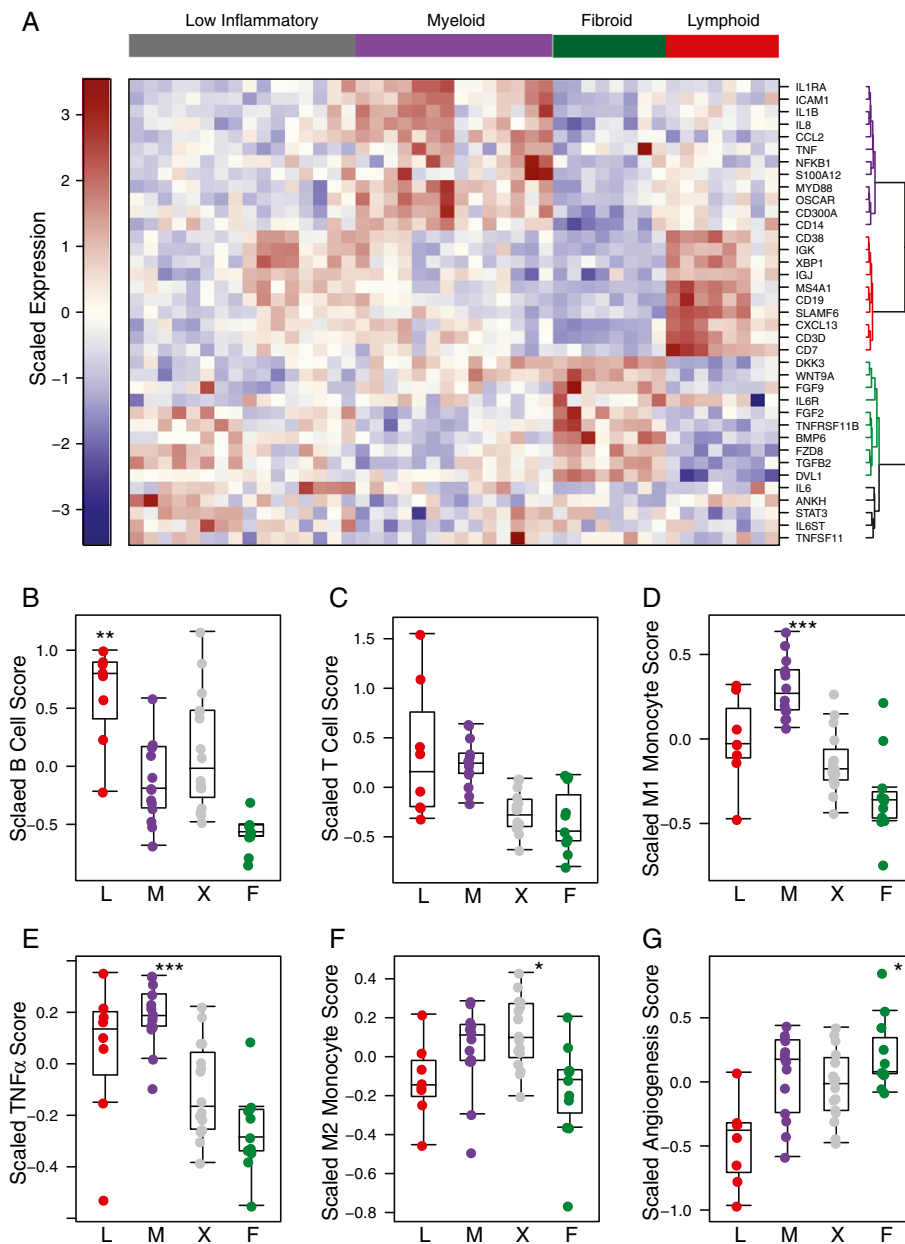 A
Low Inflammatory Myeloid Fibroid Lymphoid
Scaled Expression
3
2
1
0
−1
−2
−3
IL1RA
ICAM1
IL1B
IL8
CCL2
TNF
NFKB1
S100A12
MYD88
OSCAR
CD300A
CD14
CD38
IGK
XBP1
IGJ
MS4A1
CD19
SLAMF6
CXCL13
CD3D
CD7
DKK3
WNT9A
FGF9
IL6R
FGF2
TNFRSF11B
BMP6
FZD8
TGFB2
DVL1
IL6
ANKH
STAT3
IL6ST
TNFSF11
B
Sclaed B Cell Score
1.0
0.5
0.0
−0.5
**
L M X F
C
Scaled T Cell Score
1.5
1.0
0.5
0.0
−0.5
L M X F
D
Scaled M1 Monocyte Score
0.5
0.0
−0.5
***
L M X F
E
Scaled TNFα Score
0.2
0.0
−0.2
−0.4
***
L M X F
F
Scaled M2 Monocyte Score
0.4
0.2
0.0
−0.2
−0.4
−0.6
−0.8
*
L M X F
G
Scaled Angiogenesis Score
0.5
0.0
−0.5
−1.0
*
L M X F